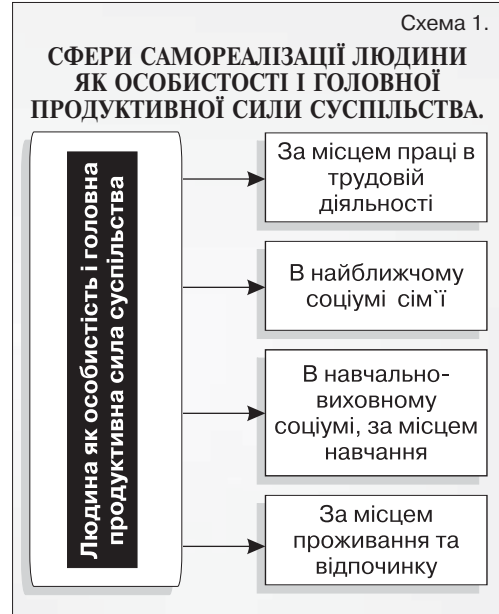 Схема 1.
СФЕРИ САМОРЕАЛІЗАЦІЇ ЛЮДИНИ
ЯК ОСОБИСТОСТІ І ГОЛОВНОЇ
ПРОДУКТИВНОЇ СИЛИ СУСПІЛЬСТВА.
Людина як особистість і головна
продуктивна сила суспільства
За місцем праці в
трудовій
діяльності
В найближчому
соціумі сім`ї
В навчально-
виховному
соціумі, за місцем
навчання
За місцем
проживання та
відпочинку